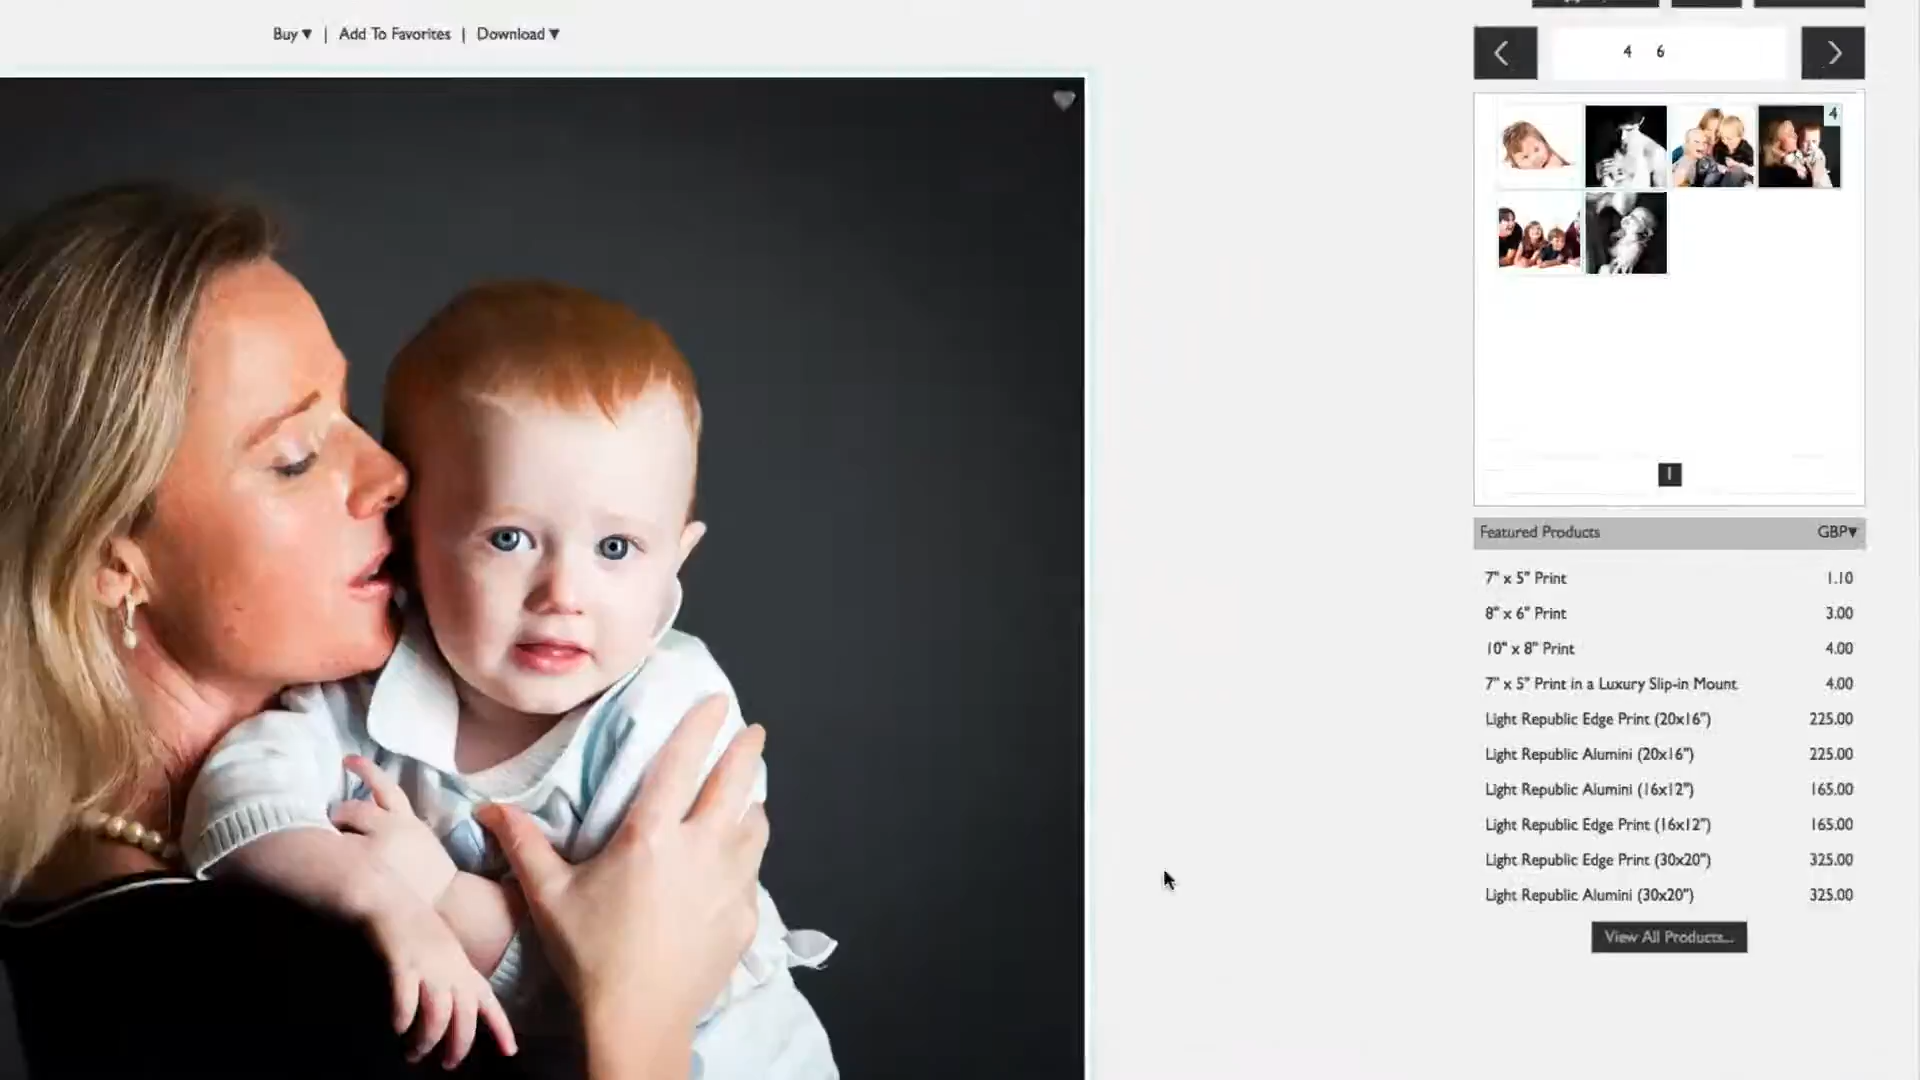 Buy ▼ | Add To Favorites | Download ▼
4 6
4
1
Featured Products GBP▼
7" x 5" Print 1.10
8" x 6" Print 3.00
10" x 8" Print 4.00
7" x 5" Print in a Luxury Slip-in Mount 4.00
Light Republic Edge Print (20x16") 225.00
Light Republic Alumini (20x16") 225.00
Light Republic Alumini (16x12") 165.00
Light Republic Edge Print (16x12") 165.00
Light Republic Edge Print (30x20") 325.00
Light Republic Alumini (30x20") 325.00
View All Products...